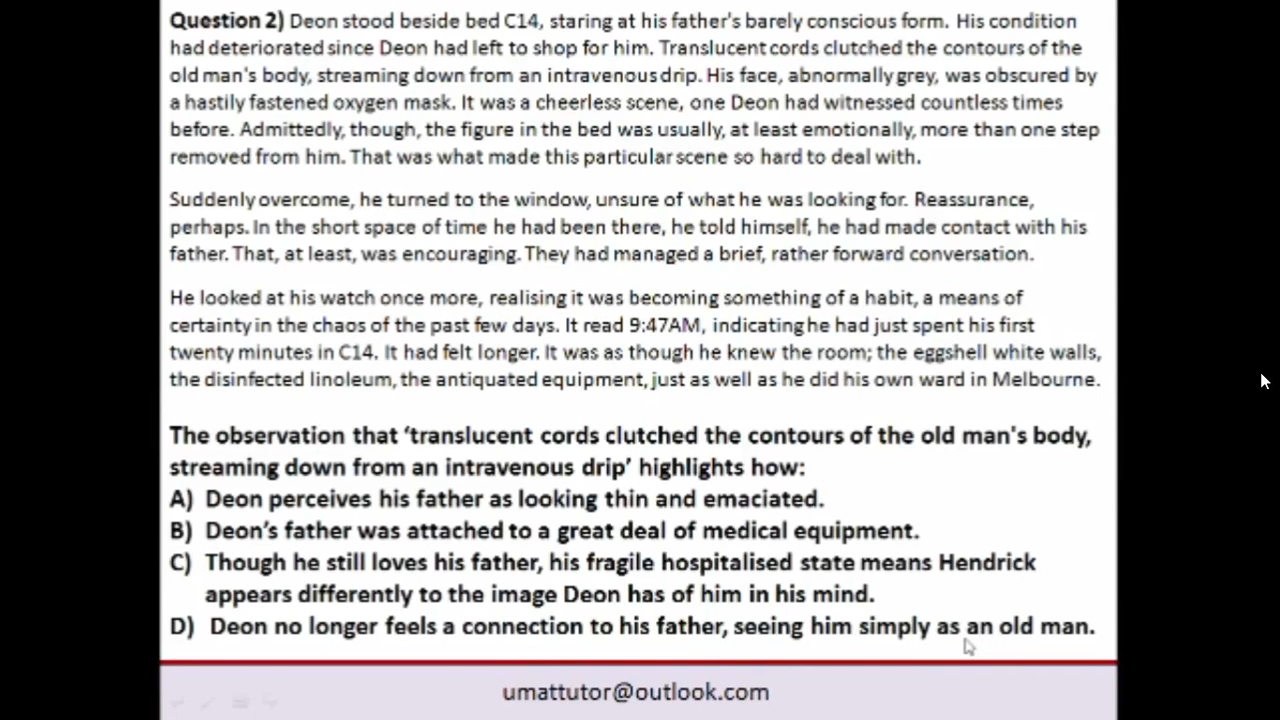 Question 2) Deon stood beside bed C14, staring at his father's barely conscious form. His condition
had deteriorated since Deon had left to shop for him. Translucent cords clutched the contours of the
old man's body, streaming down from an intravenous drip. His face, abnormally grey, was obscured by
a hastily fastened oxygen mask. It was a cheerless scene, one Deon had witnessed countless times
before. Admittedly, though, the figure in the bed was usually, at least emotionally, more than one step
removed from him. That was what made this particular scene so hard to deal with.
Suddenly overcome, he turned to the window, unsure of what he was looking for. Reassurance,
perhaps. In the short space of time he had been there, he told himself, he had made contact with his
father. That, at least, was encouraging. They had managed a brief, rather forward conversation.
He looked at his watch once more, realising it was becoming something of a habit, a means of
certainty in the chaos of the past few days. It read 9:47AM, indicating he had just spent his first
twenty minutes in C14. It had felt longer. It was as though he knew the room; the eggshell white walls,
the disinfected linoleum, the antiquated equipment, just as well as he did his own ward in Melbourne.
The observation that ‘translucent cords clutched the contours of the old man's body,
streaming down from an intravenous drip’ highlights how:
A) Deon perceives his father as looking thin and emaciated.
B) Deon’s father was attached to a great deal of medical equipment.
C) Though he still loves his father, his fragile hospitalised state means Hendrick
appears differently to the image Deon has of him in his mind.
D) Deon no longer feels a connection to his father, seeing him simply as an old man.
umattutor@outlook.com